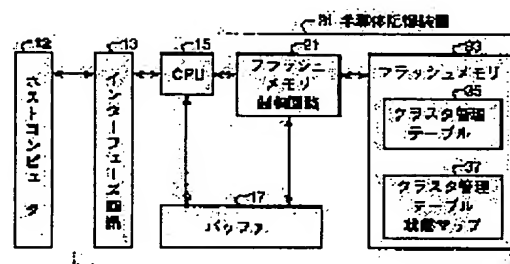 半導体記憶装置
12
13
15
21
ホストコンピュータ
インターフェース回路
CPU
フラッシュ
メモリ
制御回路
フラッシュメモリ
35
クラスタ管理
テーブル
37
クラスタ管理
テーブル
状態マップ
17
バッファ